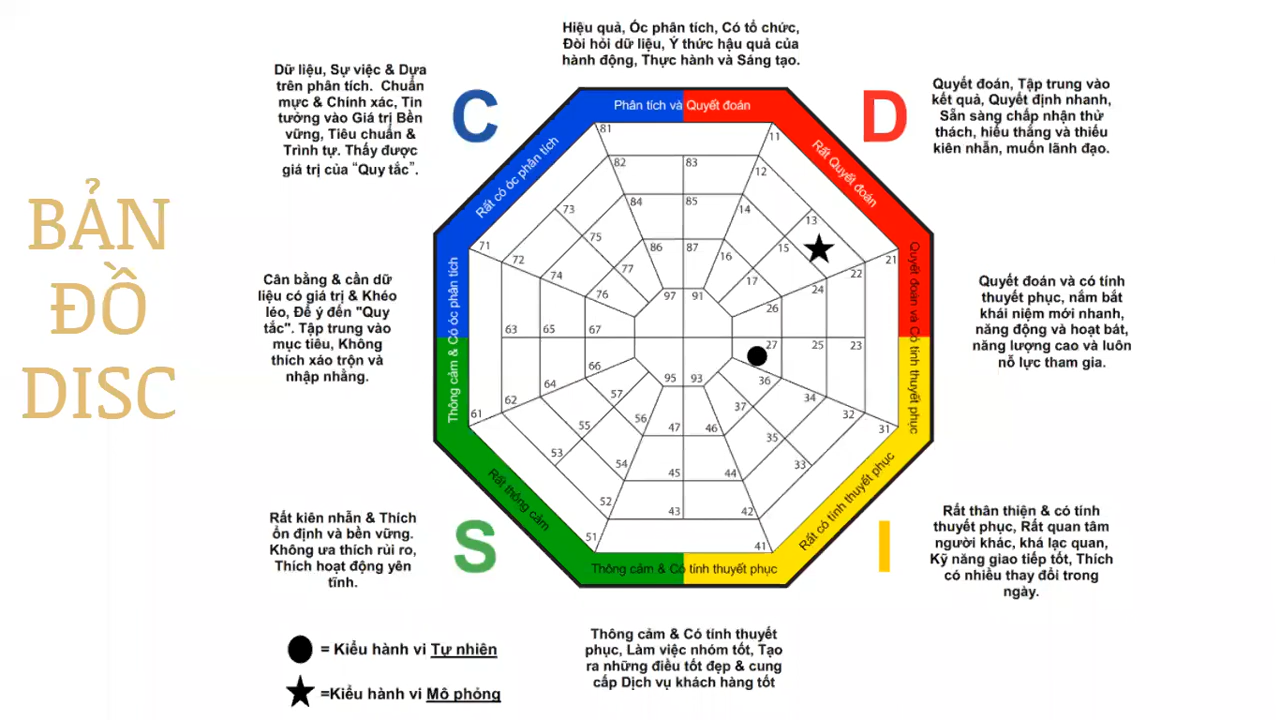 BẢN
ĐỒ
DISC
Hiệu quả, Óc phân tích, Có tổ chức,
Đòi hỏi dữ liệu, Ý thức hậu quả của
hành động, Thực hành và Sáng tạo.
Dữ liệu, Sự việc & Dựa
trên phân tích. Chuẩn
mực & Chính xác, Tin
tưởng vào Giá trị Bền
vững, Tiêu chuẩn &
Trình tự. Thấy được
giá trị của “Quy tắc”.
C
D
Quyết đoán, Tập trung vào
kết quả, Quyết định nhanh,
Sẵn sàng chấp nhận thử
thách, hiếu thắng và thiếu
kiên nhẫn, muốn lãnh đạo.
Phân tích và Quyết đoán
Rất có óc phân tích
Rất Quyết đoán
81 11
82 83 12
73 84 85 14 13
71 72 75 86 87 16 15 22 21
74 77 17 24
76 97 91 26
63 65 67 27 25 23
66 95 93 36
61 62 64 57 37 34 32 31
55 56 47 46 35
53 54 45 44 33
52 43 42
51 41
Thông cảm & Có óc phân tích
Quyết đoán và Có tính thuyết phục
Cân bằng & cần dữ
liệu có giá trị & Khéo
léo, Để ý đến "Quy
tắc". Tập trung vào
mục tiêu, Không
thích xáo trộn và
nhập nhằng.
Quyết đoán và có tính
thuyết phục, nắm bắt
khái niệm mới nhanh,
năng động và hoạt bát,
năng lượng cao và luôn
nỗ lực tham gia.
Rất thông cảm
Rất có tính thuyết phục
Thông cảm & Có tính thuyết phục
Rất kiên nhẫn & Thích
ổn định và bền vững.
Không ưa thích rủi ro,
Thích hoạt động yên
tĩnh.
S
I
Rất thân thiện & có tính
thuyết phục, Rất quan tâm
người khác, khá lạc quan,
Kỹ năng giao tiếp tốt, Thích
có nhiều thay đổi trong
ngày.
Thông cảm & Có tính thuyết
phục, Làm việc nhóm tốt, Tạo
ra những điều tốt đẹp & cung
cấp Dịch vụ khách hàng tốt
= Kiểu hành vi Tự nhiên
=Kiểu hành vi Mô phỏng